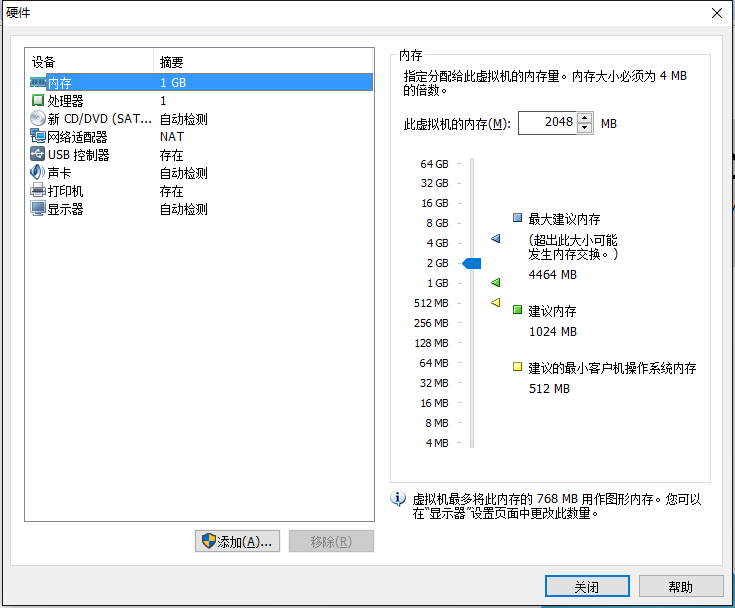 硬件
设备 摘要
内存 1 GB
处理器 1
新 CD/DVD (SAT... 自动检测
网络适配器 NAT
USB 控制器 存在
声卡 自动检测
打印机 存在
显示器 自动检测
添加(A)...
移除(R)
内存
指定分配给此虚拟机的内存量。内存大小必须为 4 MB
的倍数。
此虚拟机的内存(M): 2048 MB
64 GB
32 GB
16 GB
8 GB
4 GB
2 GB
1 GB
512 MB
256 MB
128 MB
64 MB
32 MB
16 MB
8 MB
4 MB
最大建议内存
(超出此大小可能
发生内存交换。)
4464 MB
建议内存
1024 MB
建议的最小客户机操作系统内存
512 MB
虚拟机最多将此内存的 768 MB 用作图形内存。您可以
在“显示器”设置页面中更改此数量。
关闭
帮助